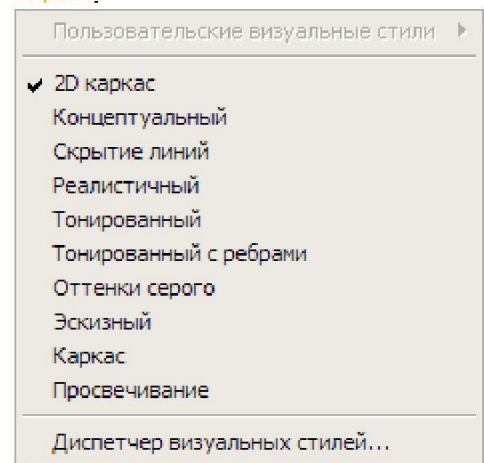 Пользовательские визуальные стили
2D каркас
Концептуальный
Скрытие линий
Реалистичный
Тонированный
Тонированный с ребрами
Оттенки серого
Эскизный
Каркас
Просвечивание
Диспетчер визуальных стилей...